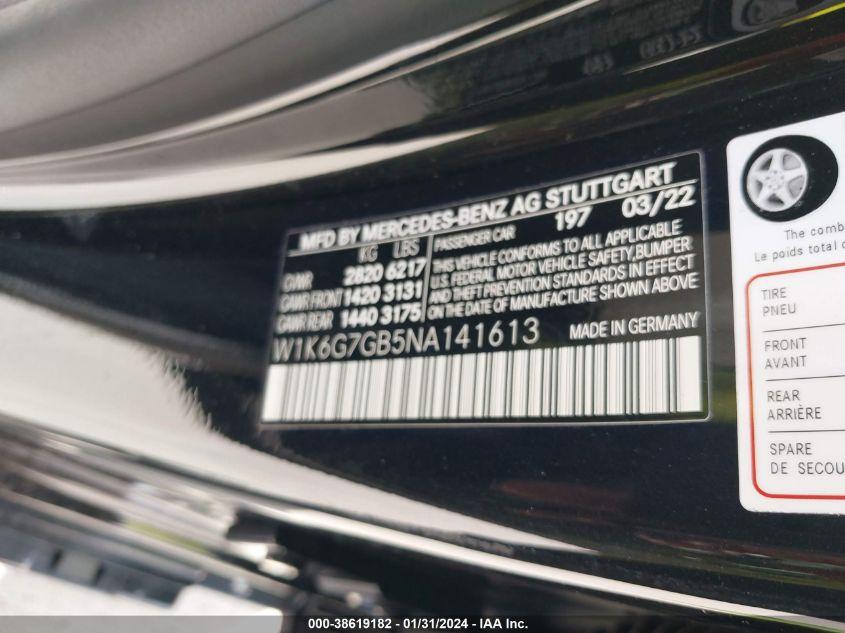 MFD BY MERCEDES-BENZ AG STUTTGART
KG LBS
GVWR 2820 6217
GAWR FRONT 1420 3131
GAWR REAR 1440 3175
PASSENGER CAR 197 03/22
THIS VEHICLE CONFORMS TO ALL APPLICABLE
U.S. FEDERAL MOTOR VEHICLE SAFETY, BUMPER
AND THEFT PREVENTION STANDARDS IN EFFECT
ON THE DATE OF MANUFACTURE SHOWN ABOVE
W1K6G7GB5NA141613 MADE IN GERMANY
The comb
Le poids total
TIRE
PNEU
FRONT
AVANT
REAR
ARRIÈRE
SPARE
DE SECOU
000-38619182 / 01/31/2024 - IAA Inc.